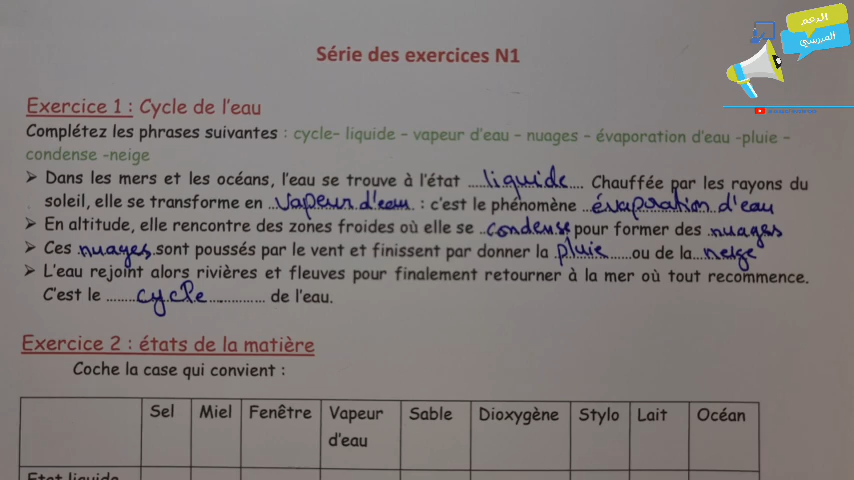 الدعم
المدرسي
Série des exercices N1
Exercice 1 : Cycle de l'eau
Complétez les phrases suivantes : cycle- liquide - vapeur d'eau - nuages - évaporation d'eau -pluie -
condense -neige
➤ Dans les mers et les océans, l'eau se trouve à l'état ...liquide.... Chauffée par les rayons du
soleil, elle se transforme en ..vapeur d'eau.. : c'est le phénomène ..évaporation d'eau
➤ En altitude, elle rencontre des zones froides où elle se ..condense pour former des .nuages
➤ Ces .nuages. sont poussés par le vent et finissent par donner la .pluie......ou de la...neige
➤ L'eau rejoint alors rivières et fleuves pour finalement retourner à la mer où tout recommence.
C'est le ........cycle............... de l'eau.
Exercice 2 : états de la matière
Coche la case qui convient :
Sel Miel Fenêtre Vapeur d'eau Sable Dioxygène Stylo Lait Océan
Etat liquide